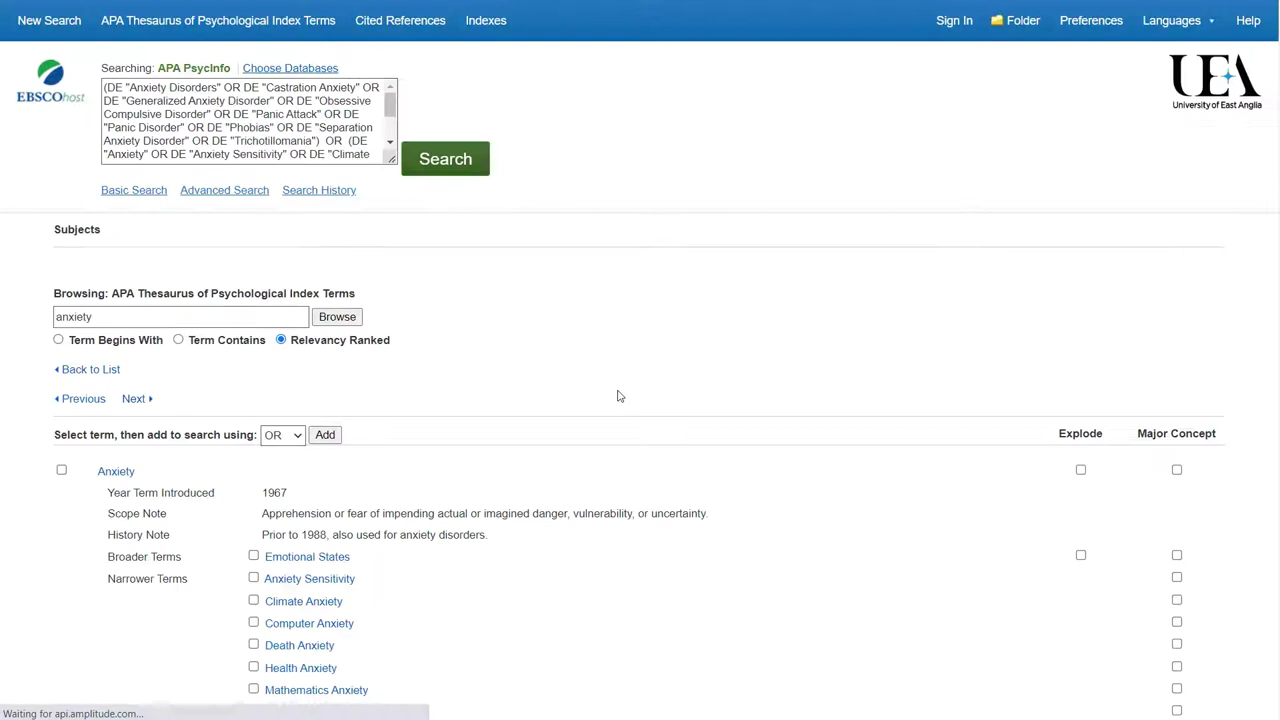 New Search APA Thesaurus of Psychological Index Terms Cited References Indexes Sign In Folder Preferences Languages Help
Searching: APA PsycInfo Choose Databases
EBSCOhost
(DE "Anxiety Disorders" OR DE "Castration Anxiety" OR
DE "Generalized Anxiety Disorder" OR DE "Obsessive
Compulsive Disorder" OR DE "Panic Attack" OR DE
"Panic Disorder" OR DE "Phobias" OR DE "Separation
Anxiety Disorder" OR DE "Trichotillomania") OR (DE
"Anxiety" OR DE "Anxiety Sensitivity" OR DE "Climate
Search
UEA
University of East Anglia
Basic Search Advanced Search Search History
Subjects
Browsing: APA Thesaurus of Psychological Index Terms
anxiety Browse
Term Begins With Term Contains Relevancy Ranked
Back to List
Previous Next
Select term, then add to search using: OR Add Explode Major Concept
Anxiety
Year Term Introduced 1967
Scope Note Apprehension or fear of impending actual or imagined danger, vulnerability, or uncertainty.
History Note Prior to 1988, also used for anxiety disorders.
Broader Terms Emotional States
Narrower Terms Anxiety Sensitivity
Climate Anxiety
Computer Anxiety
Death Anxiety
Health Anxiety
Mathematics Anxiety
Waiting for api.amplitude.com...